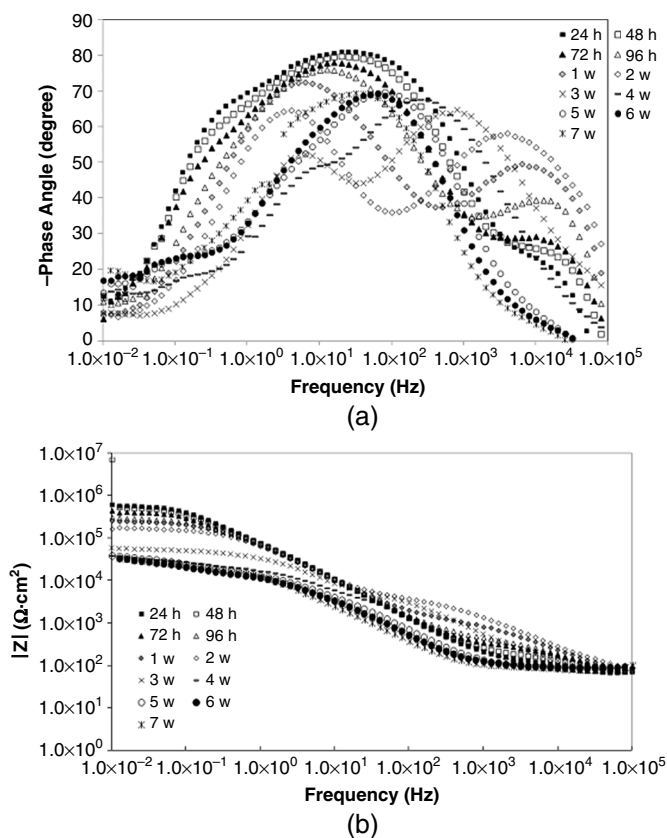 90
80
70
60
50
40
30
20
10
0
–Phase Angle (degree)
24 h 48 h
72 h 96 h
1 w 2 w
3 w 4 w
5 w 6 w
7 w
1.0×10⁻² 1.0×10⁻¹ 1.0×10⁰ 1.0×10¹ 1.0×10² 1.0×10³ 1.0×10⁴ 1.0×10⁵
Frequency (Hz)
(a)
1.0×10⁷
1.0×10⁶
1.0×10⁵
1.0×10⁴
1.0×10³
1.0×10²
1.0×10¹
1.0×10⁰
|Z| (Ω·cm²)
24 h 48 h
72 h 96 h
1 w 2 w
3 w 4 w
5 w 6 w
7 w
1.0×10⁻² 1.0×10⁻¹ 1.0×10⁰ 1.0×10¹ 1.0×10² 1.0×10³ 1.0×10⁴ 1.0×10⁵
Frequency (Hz)
(b)